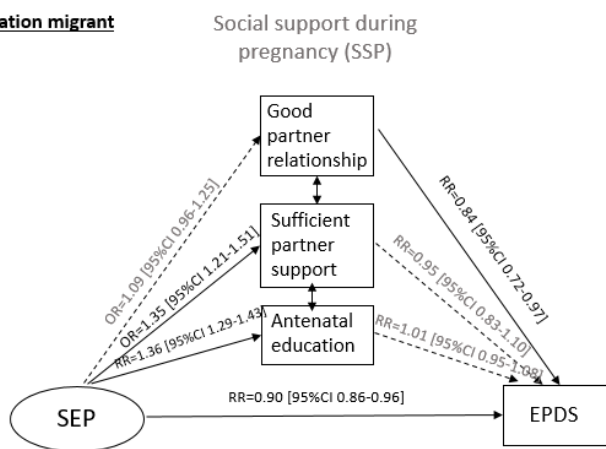 ation migrant
Social support during
pregnancy (SSP)
Good
partner
relationship
OR=1.09 [95%CI 0.96-1.25]
RR=0.84 [95%CI 0.72-0.97]
Sufficient
partner
support
OR=1.35 [95%CI 1.21-1.51]
RR=0.95 [95%CI 0.83-1.10]
Antenatal
education
RR=1.36 [95%CI 1.29-1.43]
RR=1.01 [95%CI 0.95-1.08]
RR=0.90 [95%CI 0.86-0.96]
SEP
EPDS